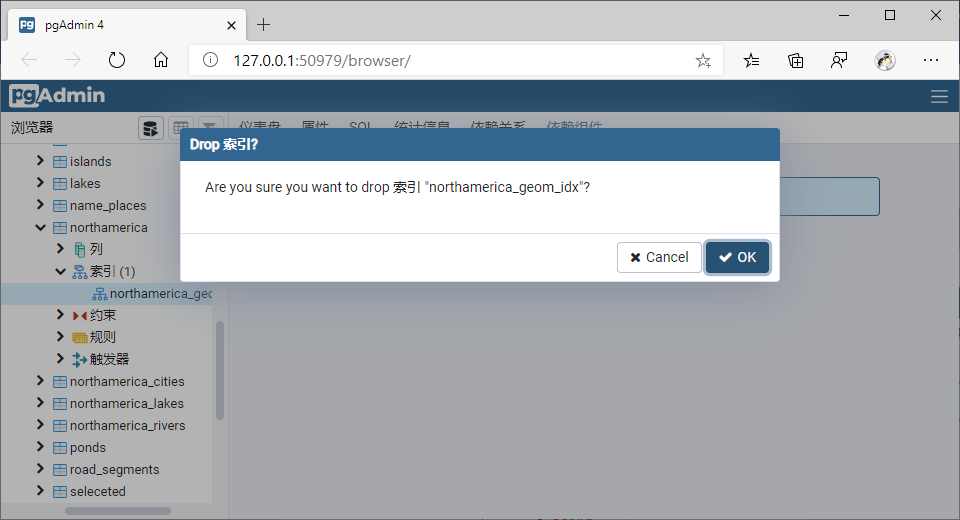 pgAdmin 4
127.0.0.1:50979/browser/
pgAdmin
浏览器
仪表盘 属性 SQL 统计信息 依赖关系 依赖组件
Drop 索引?
Are you sure you want to drop 索引 "northamerica_geom_idx"?
Cancel OK
islands
lakes
name_places
northamerica
列
索引 (1)
northamerica_geo
约束
规则
触发器
northamerica_cities
northamerica_lakes
northamerica_rivers
ponds
road_segments
seleceted